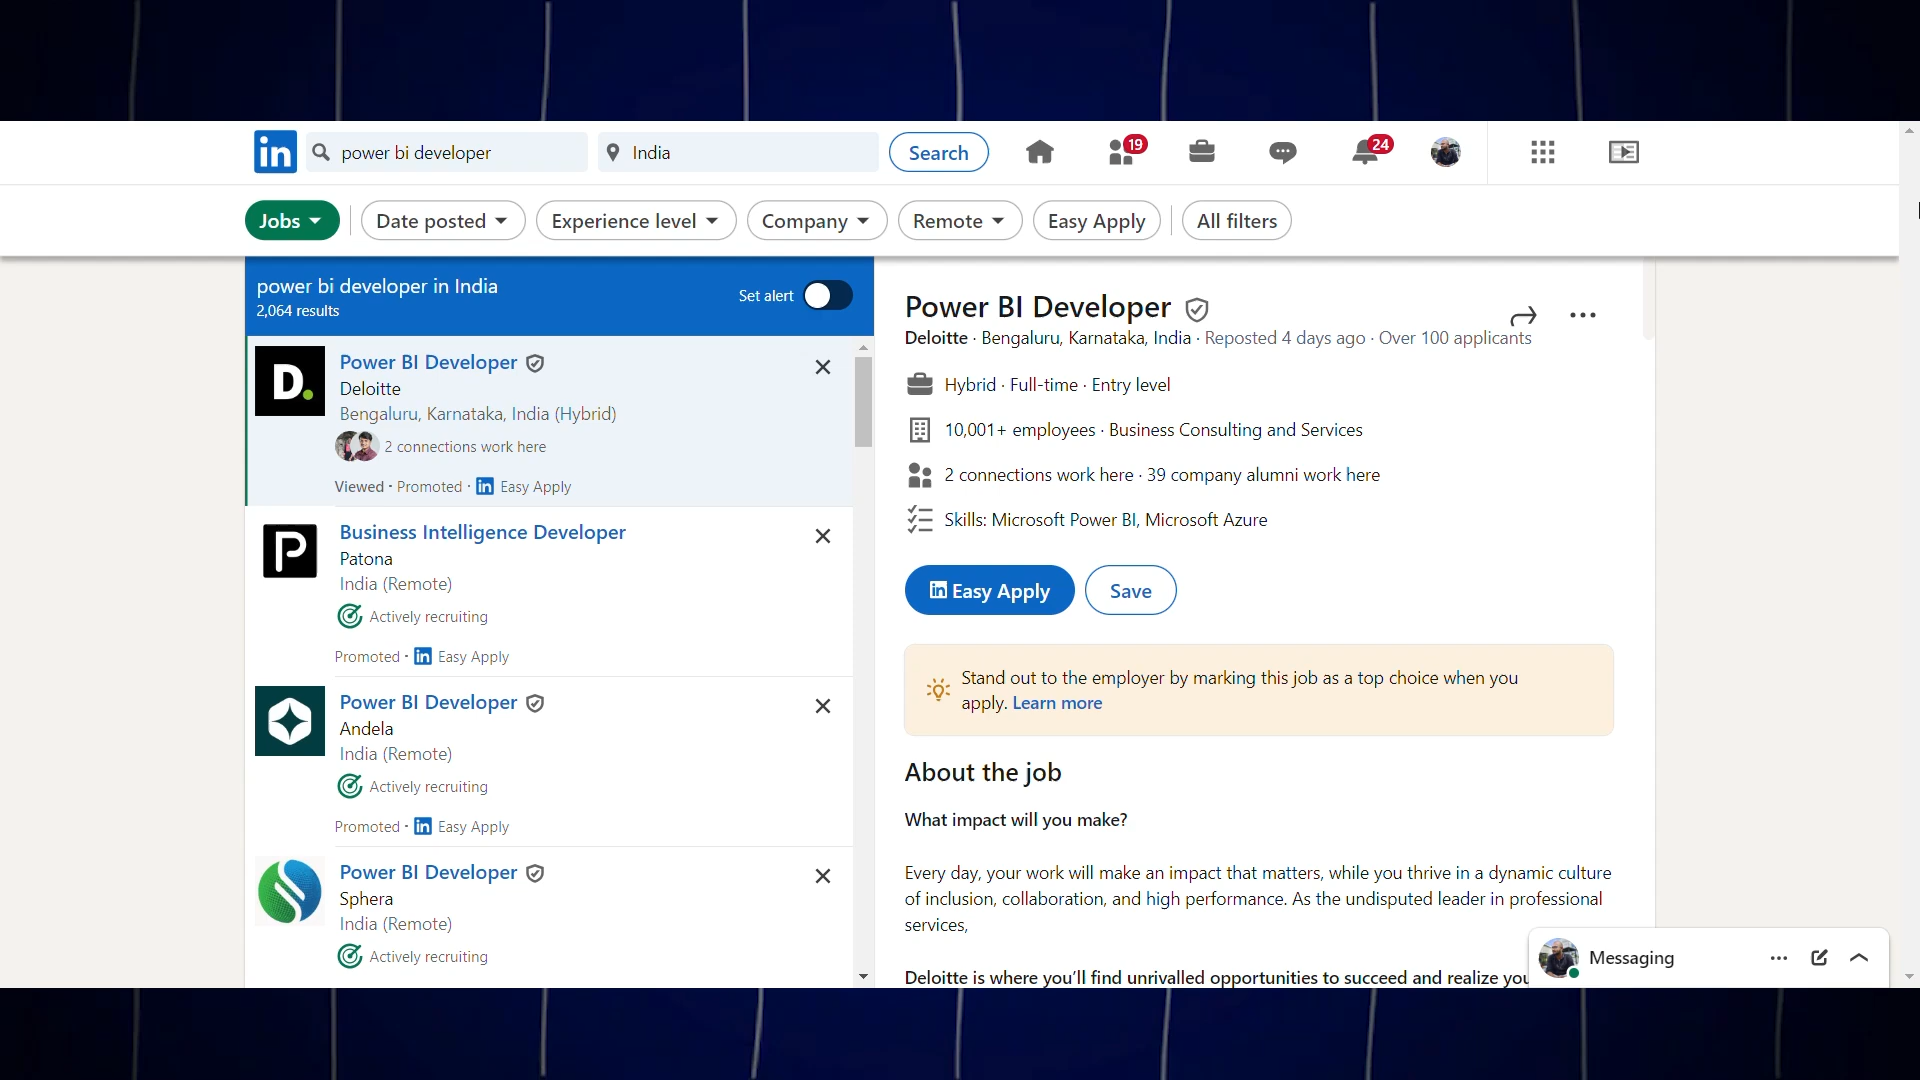 in
power bi developer
India
Search
19
24
Jobs
Date posted
Experience level
Company
Remote
Easy Apply
All filters
power bi developer in India
2,064 results
Set alert
D.
Power BI Developer
Deloitte
Bengaluru, Karnataka, India (Hybrid)
2 connections work here
Viewed · Promoted · in Easy Apply
P
Business Intelligence Developer
Patona
India (Remote)
Actively recruiting
Promoted · in Easy Apply
Power BI Developer
Andela
India (Remote)
Actively recruiting
Promoted · in Easy Apply
Power BI Developer
Sphera
India (Remote)
Actively recruiting
Power BI Developer
Deloitte · Bengaluru, Karnataka, India · Reposted 4 days ago · Over 100 applicants
Hybrid · Full-time · Entry level
10,001+ employees · Business Consulting and Services
2 connections work here · 39 company alumni work here
Skills: Microsoft Power BI, Microsoft Azure
in Easy Apply
Save
Stand out to the employer by marking this job as a top choice when you
apply. Learn more
About the job
What impact will you make?
Every day, your work will make an impact that matters, while you thrive in a dynamic culture
of inclusion, collaboration, and high performance. As the undisputed leader in professional
services,
Deloitte is where you'll find unrivalled opportunities to succeed and realize you
Messaging